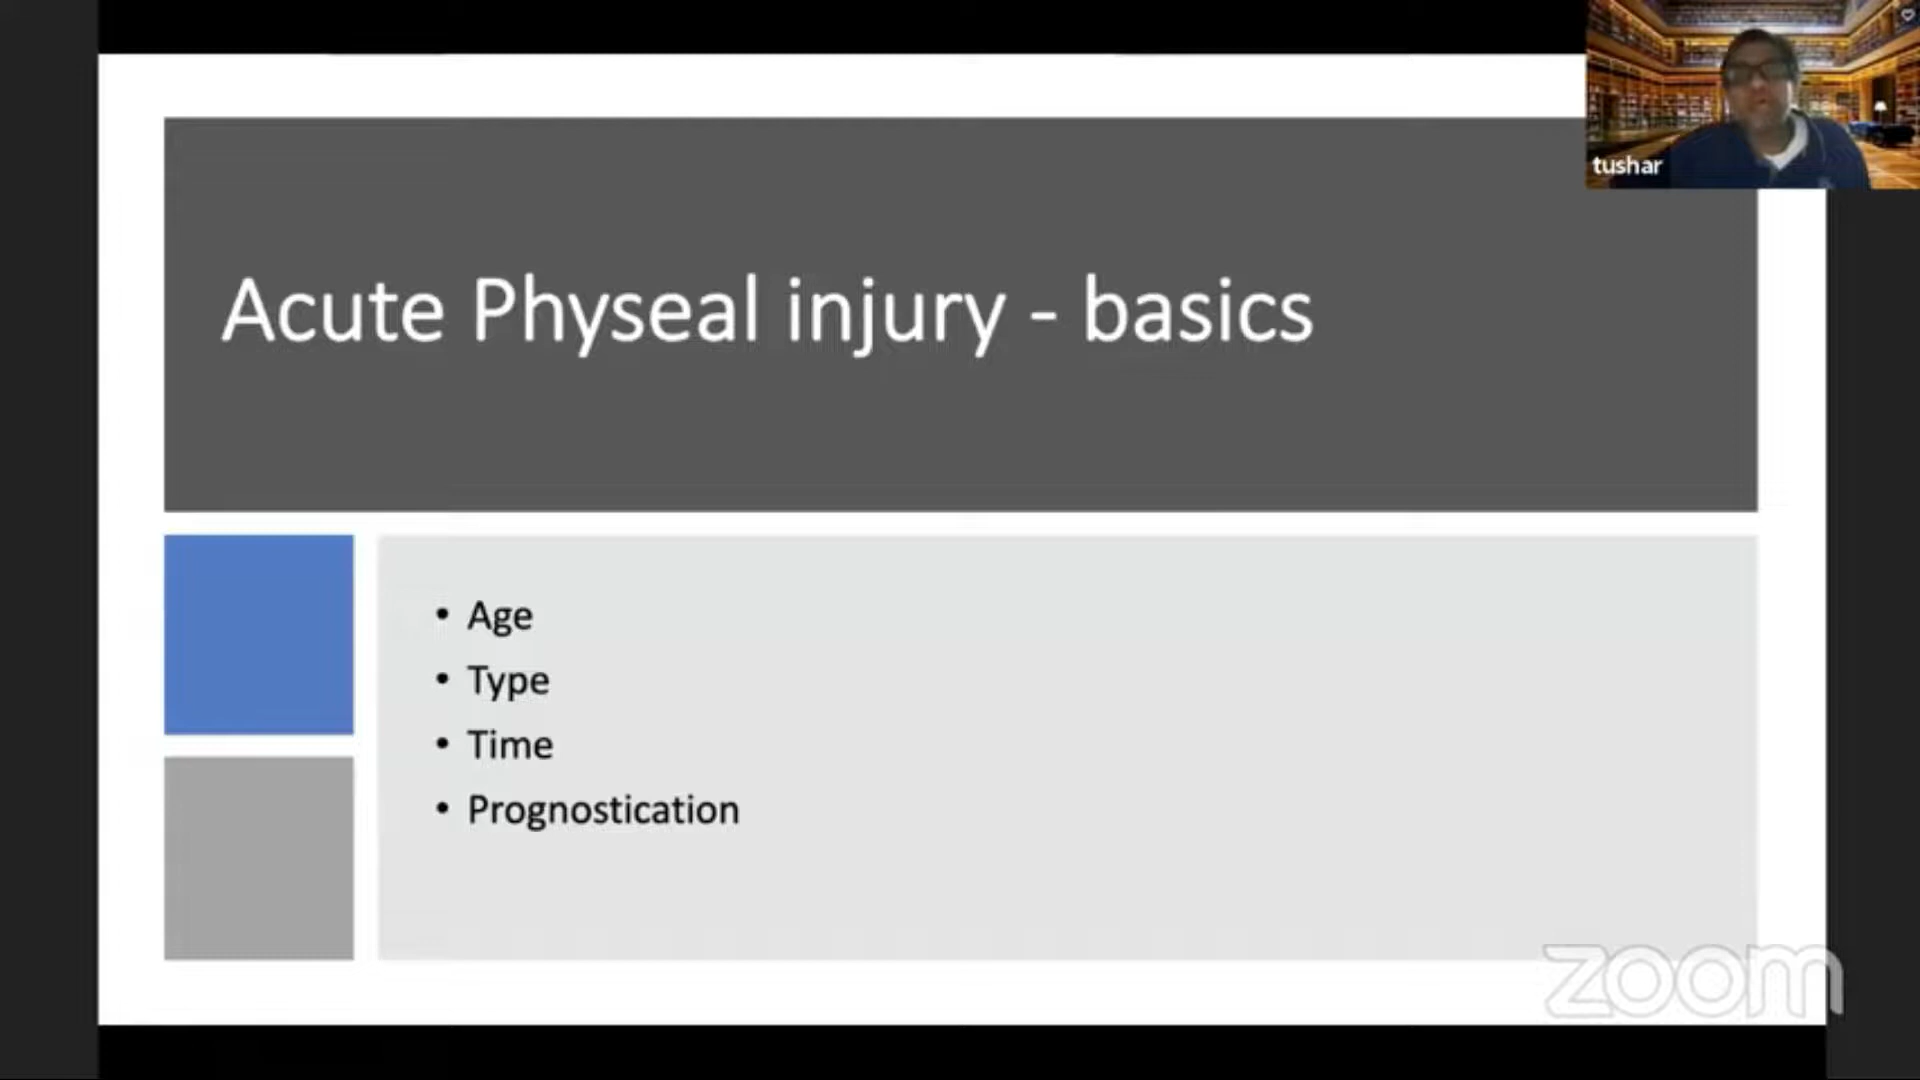 tushar
Acute Physeal injury - basics
• Age
• Type
• Time
• Prognostication
zoom